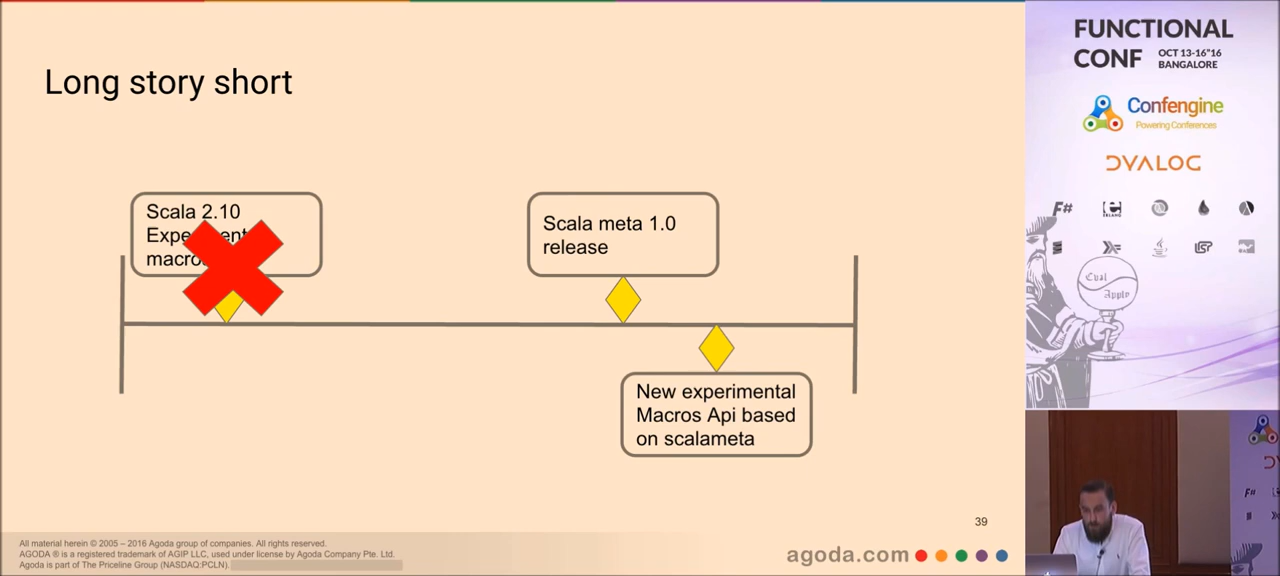 Long story short
Scala 2.10
macro
Scala meta 1.0
release
New experimental
Macros Api based
on scalameta
39
All material herein © 2005 – 2016 Agoda group of companies. All rights reserved.
AGODA ® is a registered trademark of AGIP LLC, used under license by Agoda Company Pte. Ltd.
Agoda is part of The Priceline Group (NASDAQ:PCLN).
agoda.com
FUNCTIONAL
CONF
OCT 13-16"16
BANGALORE
Confengine
Powering Conferences
DYALOG
F#
ERLANG
LISP
Eval
Apply
F#